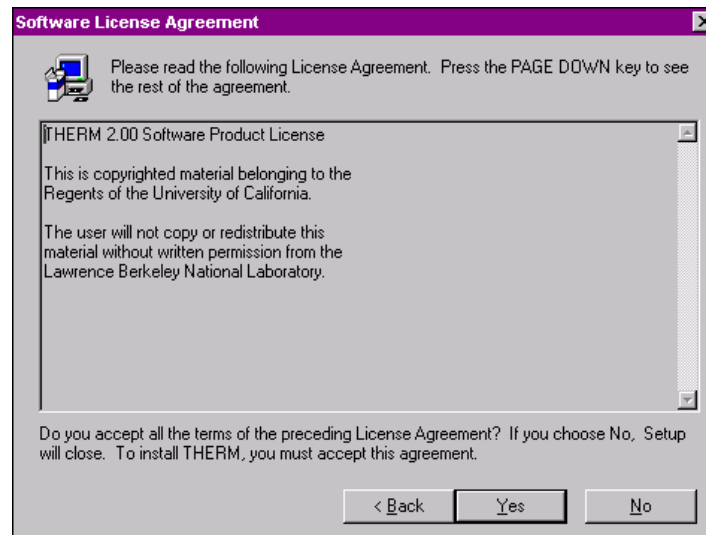 Software License Agreement
Please read the following License Agreement. Press the PAGE DOWN key to see
the rest of the agreement.
THERM 2.00 Software Product License
This is copyrighted material belonging to the
Regents of the University of California.
The user will not copy or redistribute this
material without written permission from the
Lawrence Berkeley National Laboratory.
Do you accept all the terms of the preceding License Agreement? If you choose No, Setup
will close. To install THERM, you must accept this agreement.
< Back Yes No